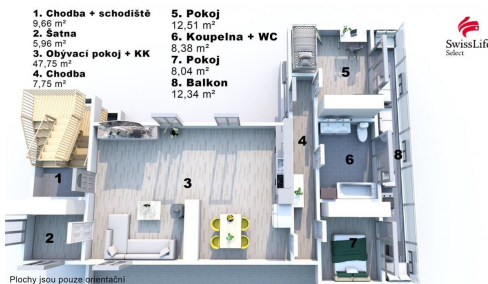 1. Chodba + schodiště
9,66 m²
2. Šatna
5,96 m²
3. Obývací pokoj + KK
47,75 m²
4. Chodba
7,75 m²
5. Pokoj
12,51 m²
6. Koupelna + WC
8,38 m²
7. Pokoj
8,04 m²
8. Balkon
12,34 m²
SwissLife
Select
5
4
6
8
1
3
2
7
Plochy jsou pouze orientační